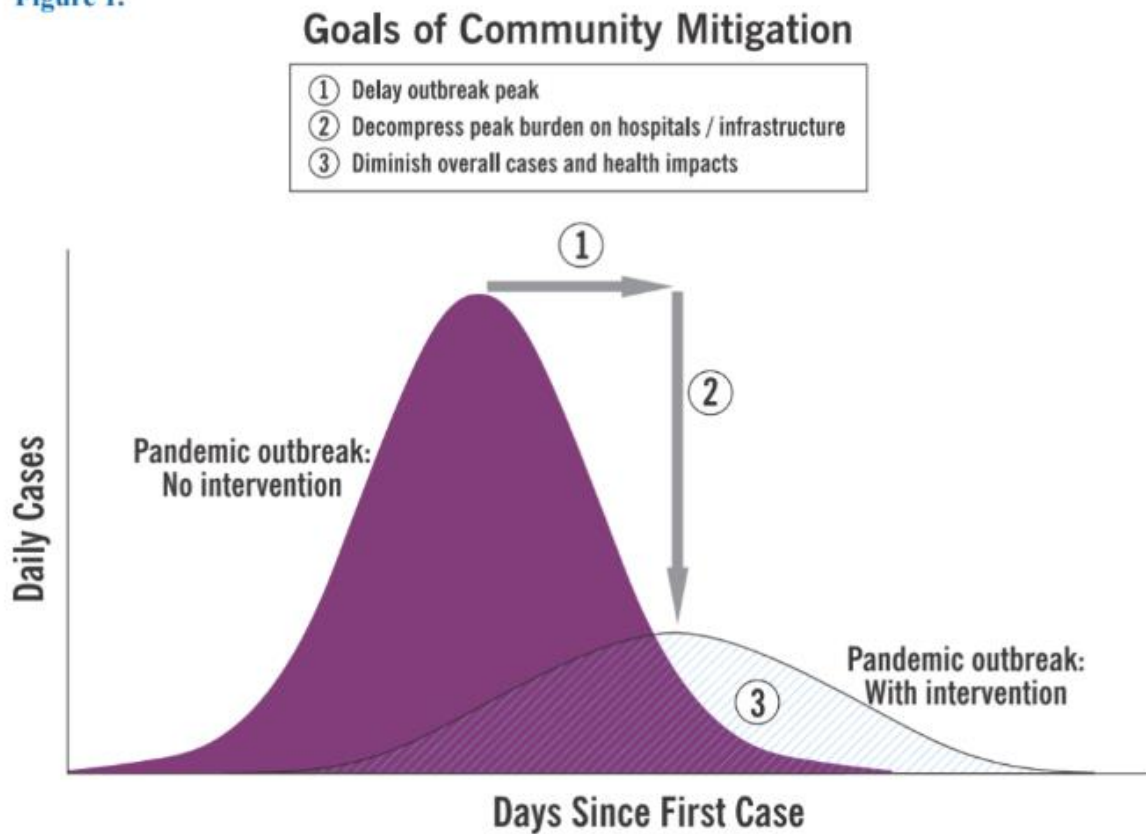 Goals of Community Mitigation
① Delay outbreak peak
② Decompress peak burden on hospitals / infrastructure
③ Diminish overall cases and health impacts
①
②
Pandemic outbreak:
No intervention
Daily Cases
Pandemic outbreak:
With intervention
③
Days Since First Case